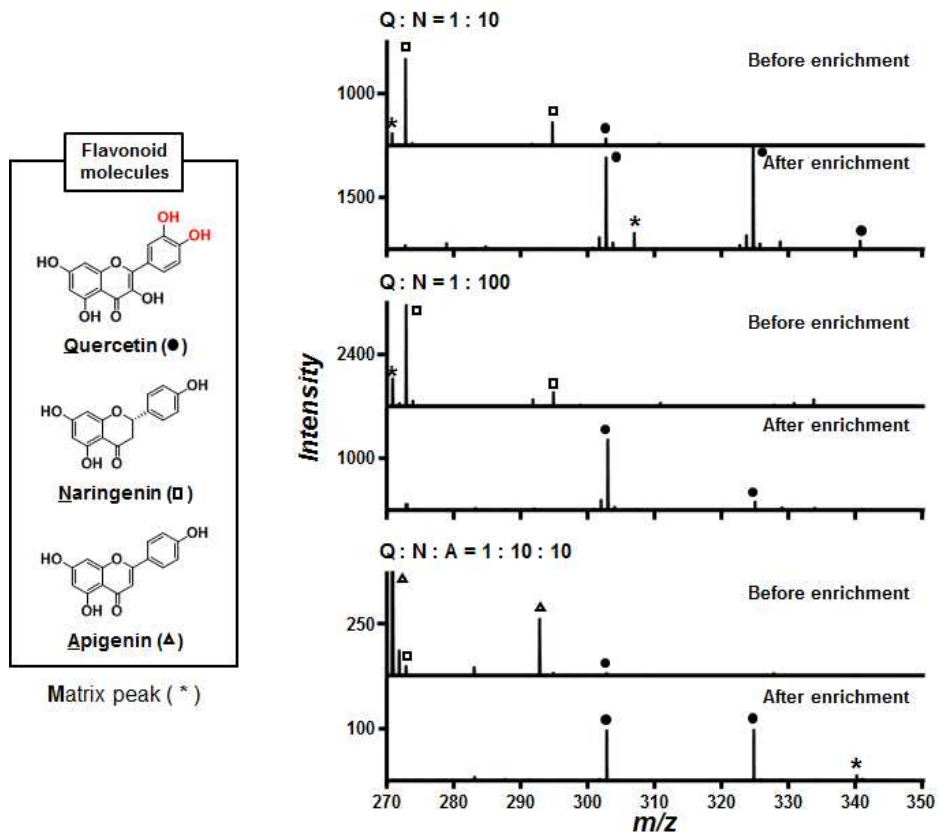 Flavonoid
molecules
OH
OH
HO
O
OH
OH
O
Quercetin (●)
OH
HO
O
OH
O
Naringenin (□)
OH
HO
O
OH
O
Apigenin (△)
Matrix peak ( * )
Q : N = 1 : 10
Before enrichment
1000
*
After enrichment
1500
*
Q : N = 1 : 100
Before enrichment
2400
*
After enrichment
1000
Intensity
Q : N : A = 1 : 10 : 10
Before enrichment
250
After enrichment
100
*
270 280 290 300 310 320 330 340 350
m/z